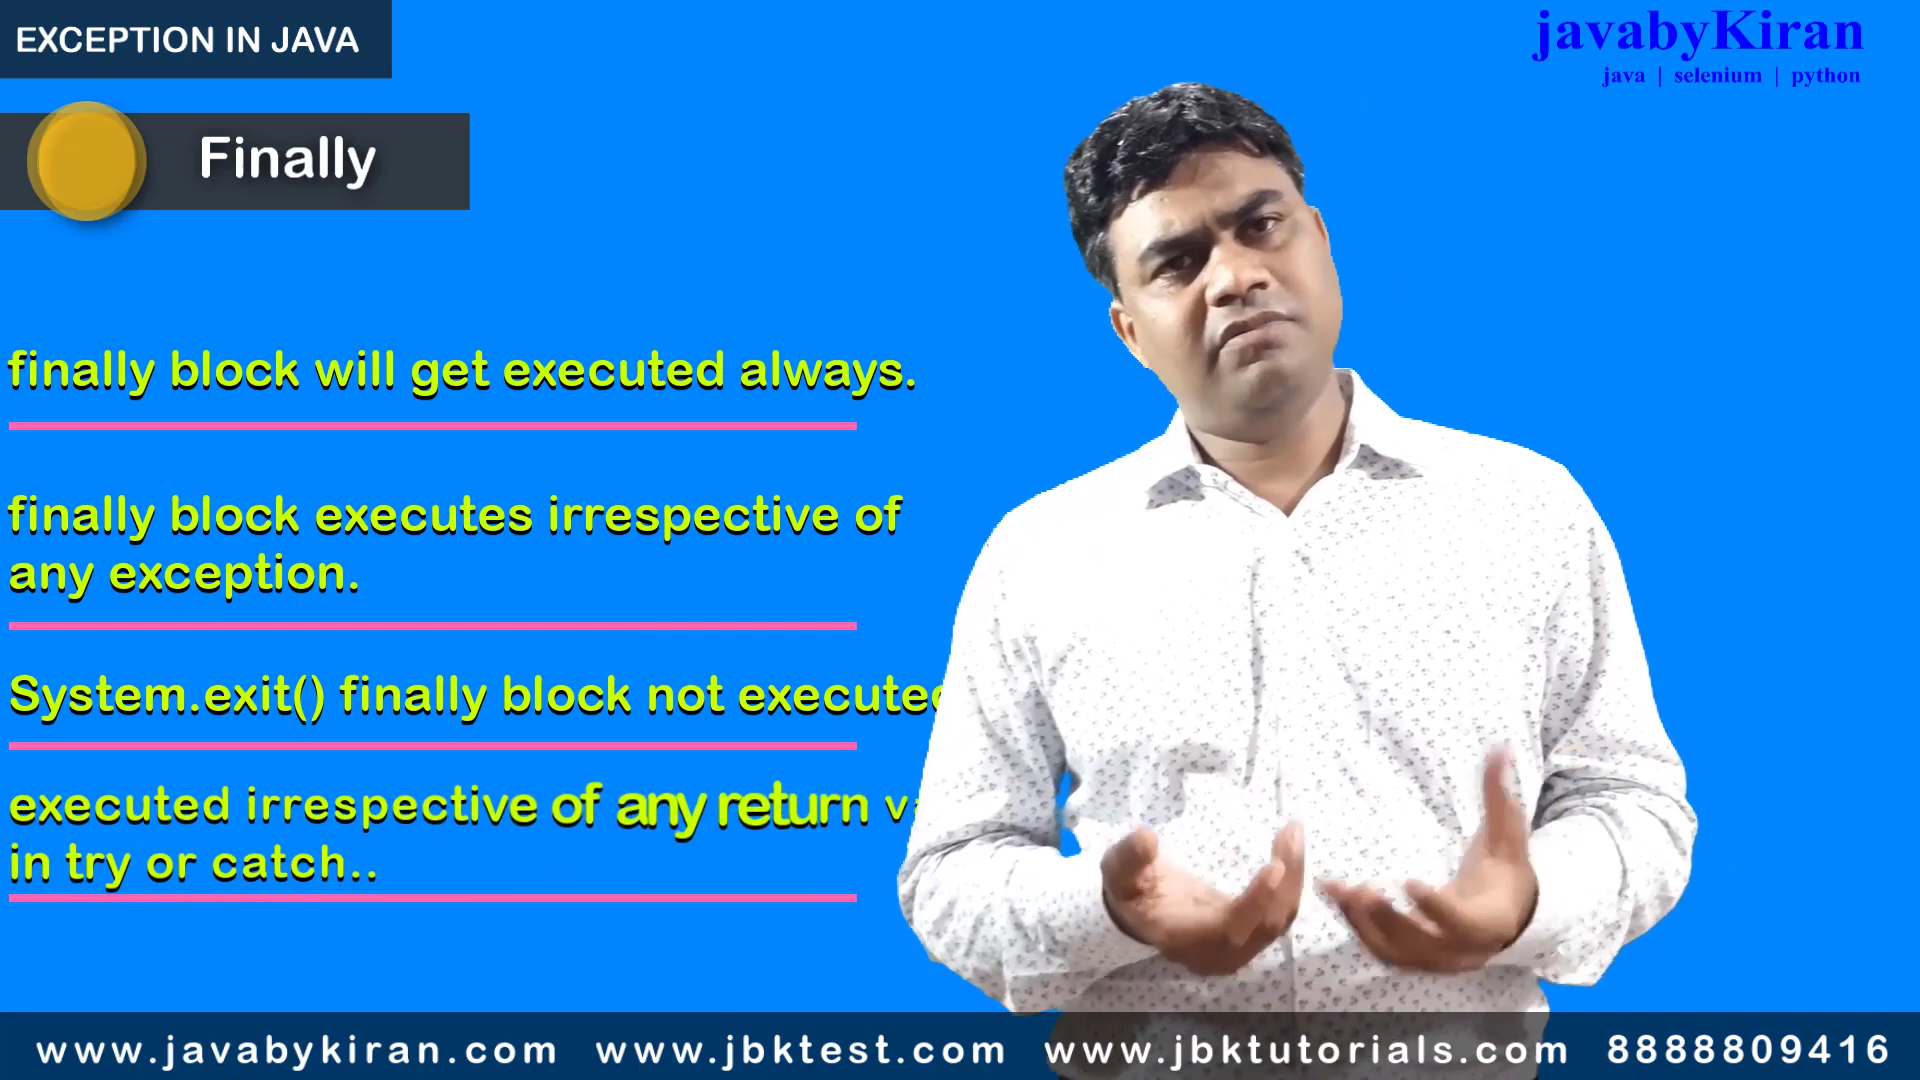 EXCEPTION IN JAVA
javabyKiran
java | selenium | python
Finally
finally block will get executed always.
finally block executes irrespective of
any exception.
System.exit() finally block not executed
executed irrespective of any return
in try or catch..
www.javabykiran.com www.jbktest.com www.jbktutorials.com 8888809416